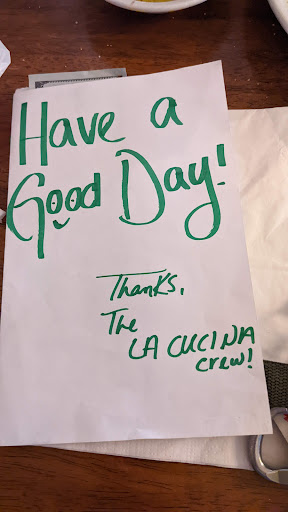 Have a
Good Day!
Thanks,
The
LA CUCINA
crew!